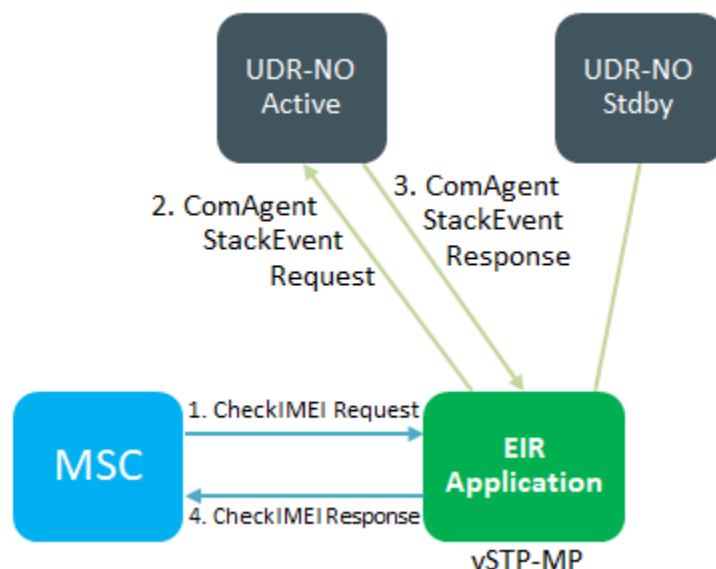 UDR-NO
Active
UDR-NO
Stdby
2. ComAgent
StackEvent
Request
3. ComAgent
StackEvent
Response
1. CheckIMEI Request
MSC
EIR
Application
4. CheckIMEI Response
vSTP-MP